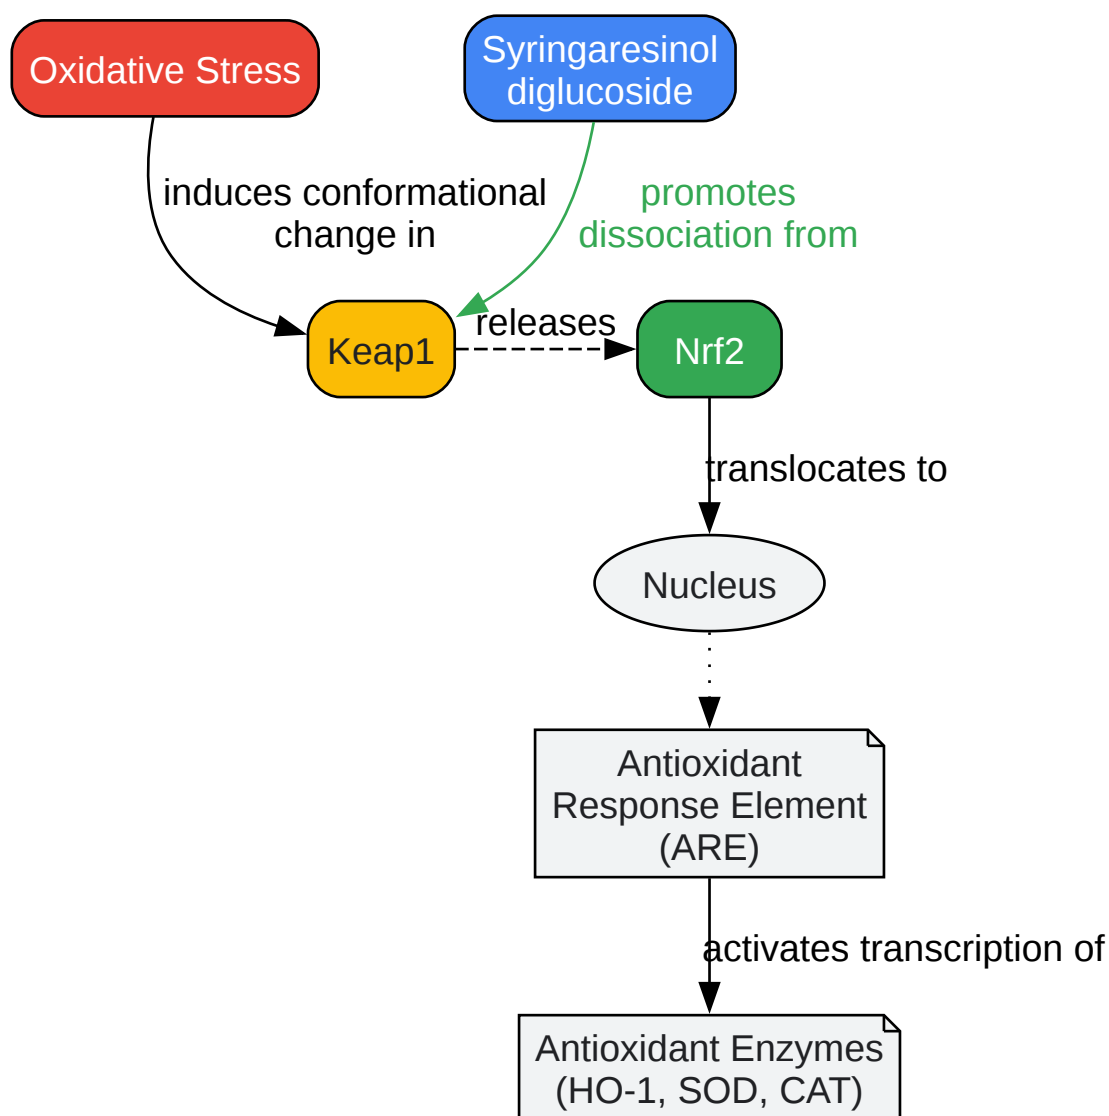 Oxidative Stress
Syringaresinol
diglucoside
induces conformational
change in
promotes
dissociation from
Keap1
releases
Nrf2
translocates to
Nucleus
Antioxidant
Response Element
(ARE)
activates transcription of
Antioxidant Enzymes
(HO-1, SOD, CAT)